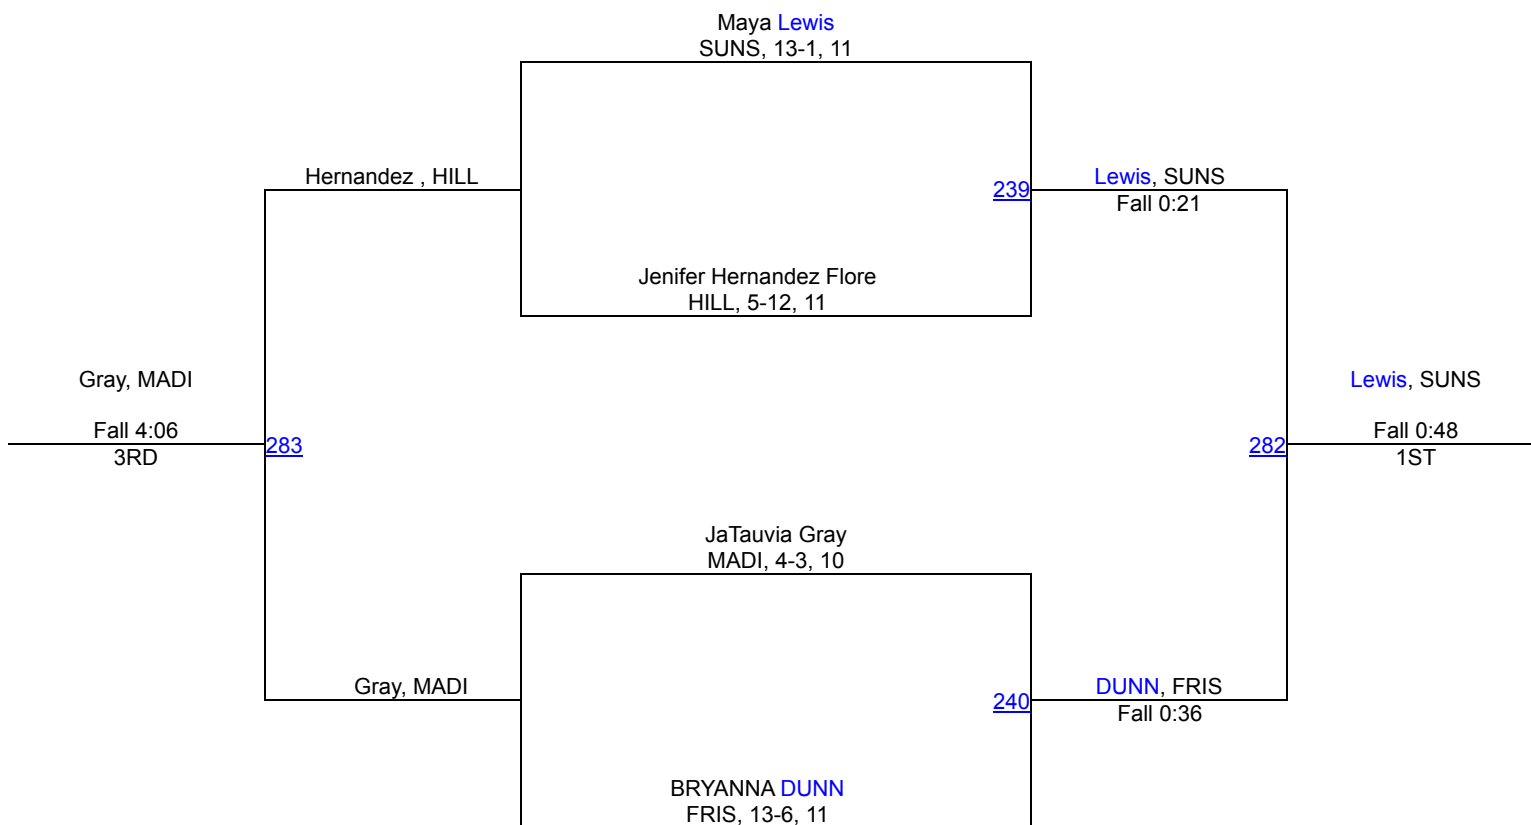 Maya Lewis
SUNS, 13-1, 11
Hernandez , HILL
239
Lewis, SUNS
Fall 0:21
Jenifer Hernandez Flore
HILL, 5-12, 11
Gray, MADI
Fall 4:06
3RD
283
282
Lewis, SUNS
Fall 0:48
1ST
JaTauvia Gray
MADI, 4-3, 10
Gray, MADI
240
DUNN, FRIS
Fall 0:36
BRYANNA DUNN
FRIS, 13-6, 11